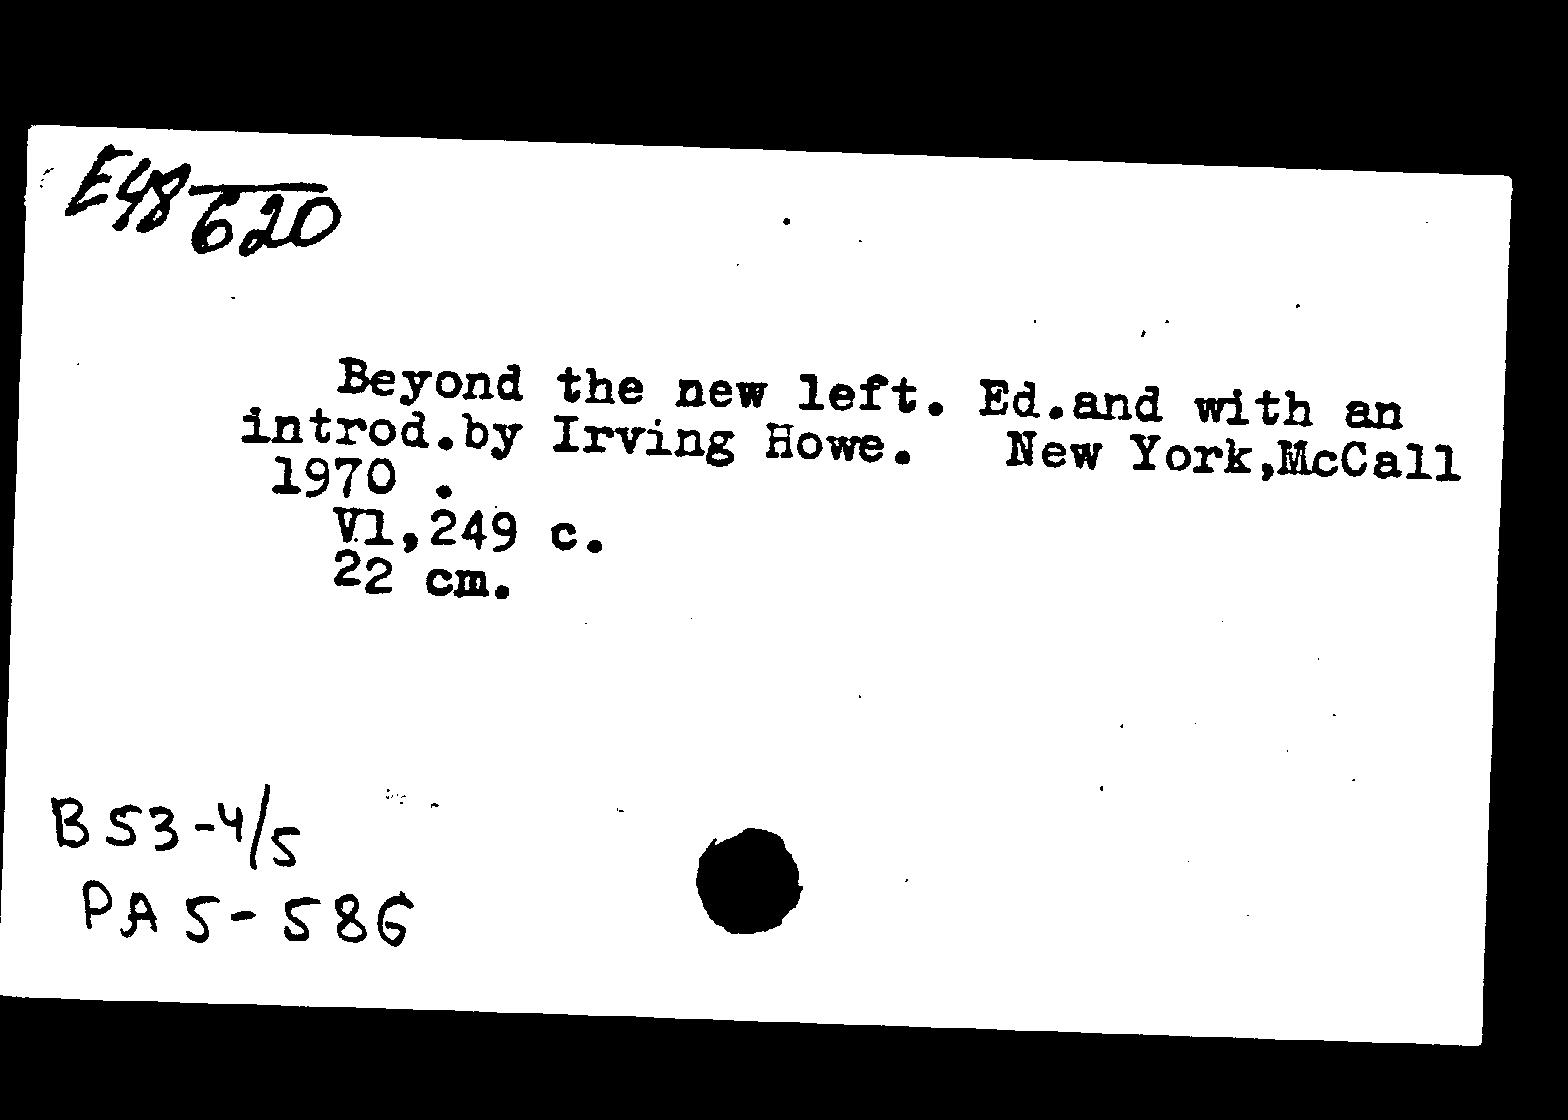 E48 620
Beyond the new left. Ed.and with an
introd.by Irving Howe. New York,McCall
1970 .
V1,249 c.
22 cm.
B53-4/5
PA5-586